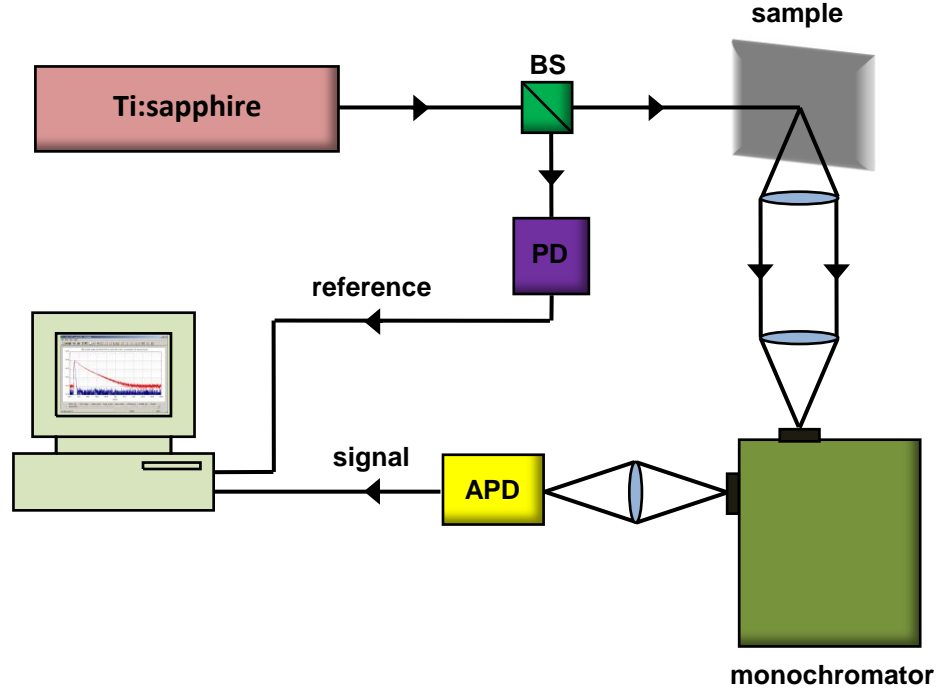 sample
BS
Ti:sapphire
PD
reference
signal
APD
monochromator